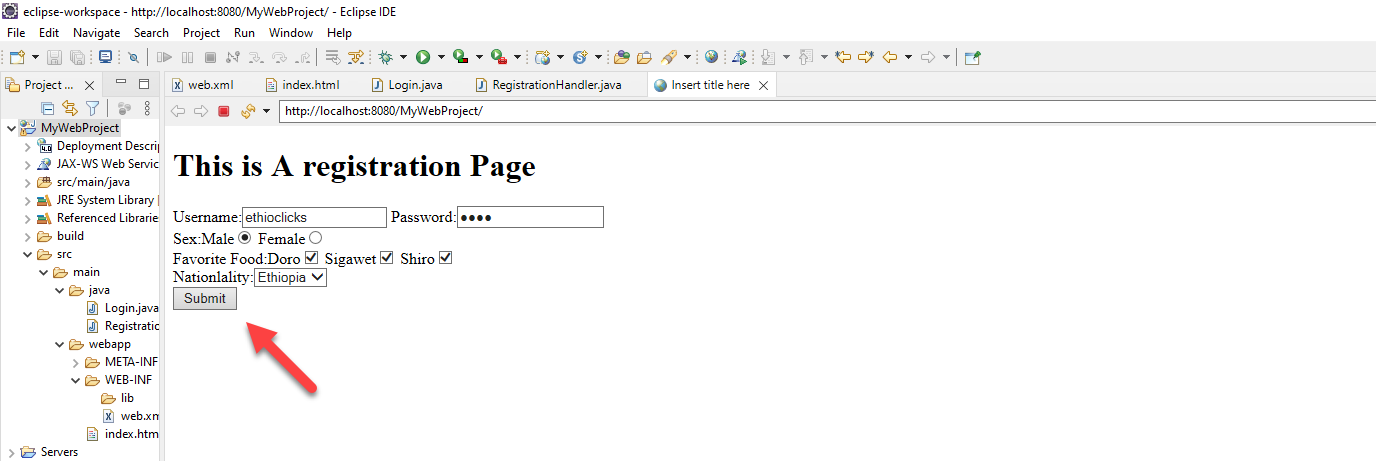 eclipse-workspace - http://localhost:8080/MyWebProject/ - Eclipse IDE
File Edit Navigate Search Project Run Window Help
Project ...
web.xml index.html Login.java RegistrationHandler.java Insert title here
http://localhost:8080/MyWebProject/
MyWebProject
4.0 Deployment Descrip
JAX-WS Web Servic
src/main/java
JRE System Library [
Referenced Libraries
build
src
main
java
Login.java
Registratio
webapp
META-INF
WEB-INF
lib
web.xm
index.htm
Servers
This is A registration Page
Username: ethioclicks Password: ••••
Sex:Male Female
Favorite Food:Doro Sigawet Shiro
Nationlality: Ethiopia
Submit